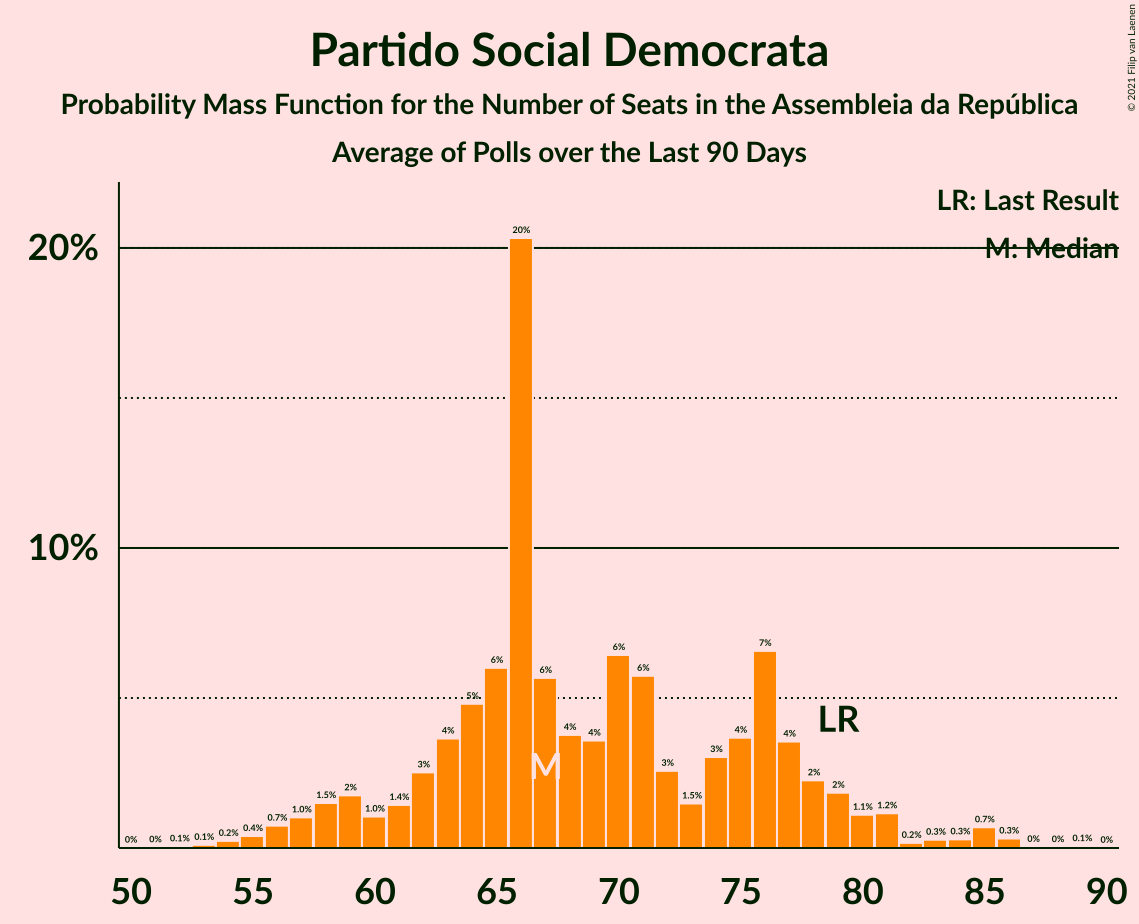 © 2021 Filip van Laenen
Partido Social Democrata
Probability Mass Function for the Number of Seats in the Assembleia da República
Average of Polls over the Last 90 Days
LR: Last Result
M: Median
20%
10%
0% 0% 0.1% 0.1% 0.2% 0.4% 0.7% 1.0% 1.5% 2% 1.0% 1.4% 3% 4% 5% 6% 20% 6% 4% 4% 6% 6% 3% 1.5% 3% 4% 7% 4% 2% 2% 1.1% 1.2% 0.2% 0.3% 0.3% 0.7% 0.3% 0% 0% 0.1% 0%
LR
M
50 55 60 65 70 75 80 85 90